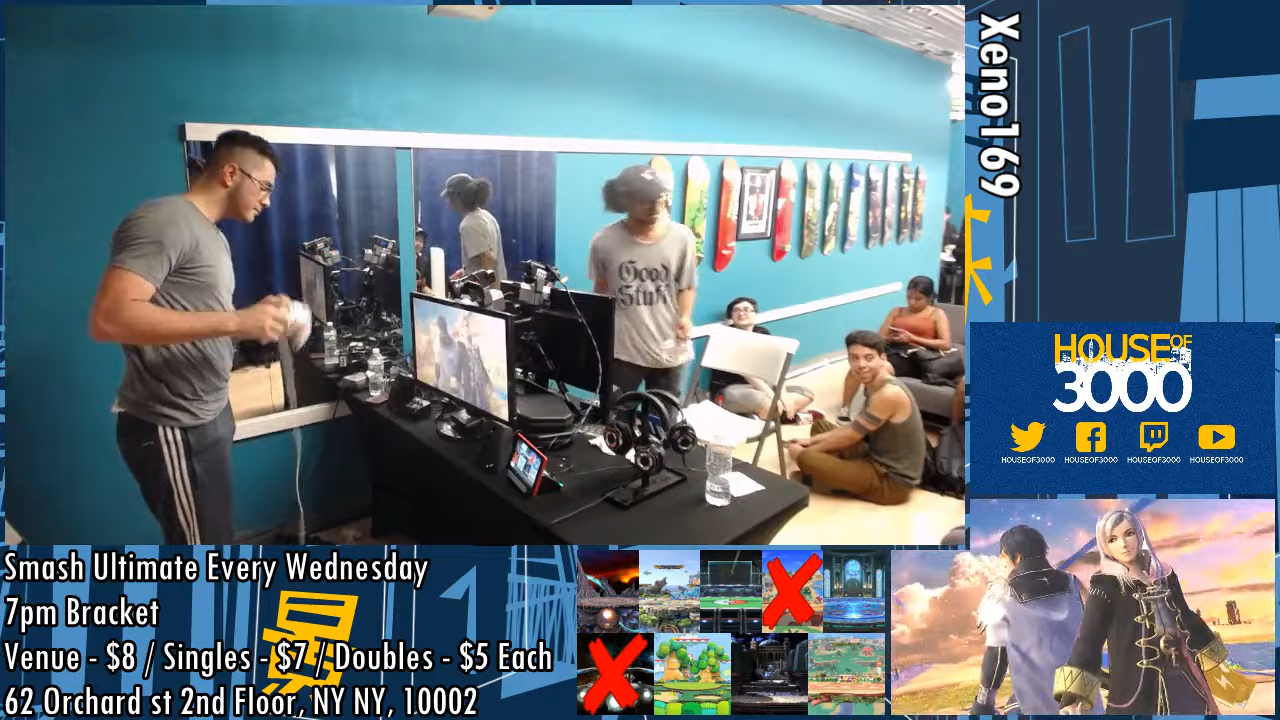 Xeno169
Good
Stuff
HOUSE OF
3000
HOUSEOF3000 HOUSEOF3000 HOUSEOF3000 HOUSEOF3000
Smash Ultimate Every Wednesday
7pm Bracket
Venue - $8 / Singles - $7 / Doubles - $5 Each
62 Orchard st 2nd Floor, NY NY, 10002